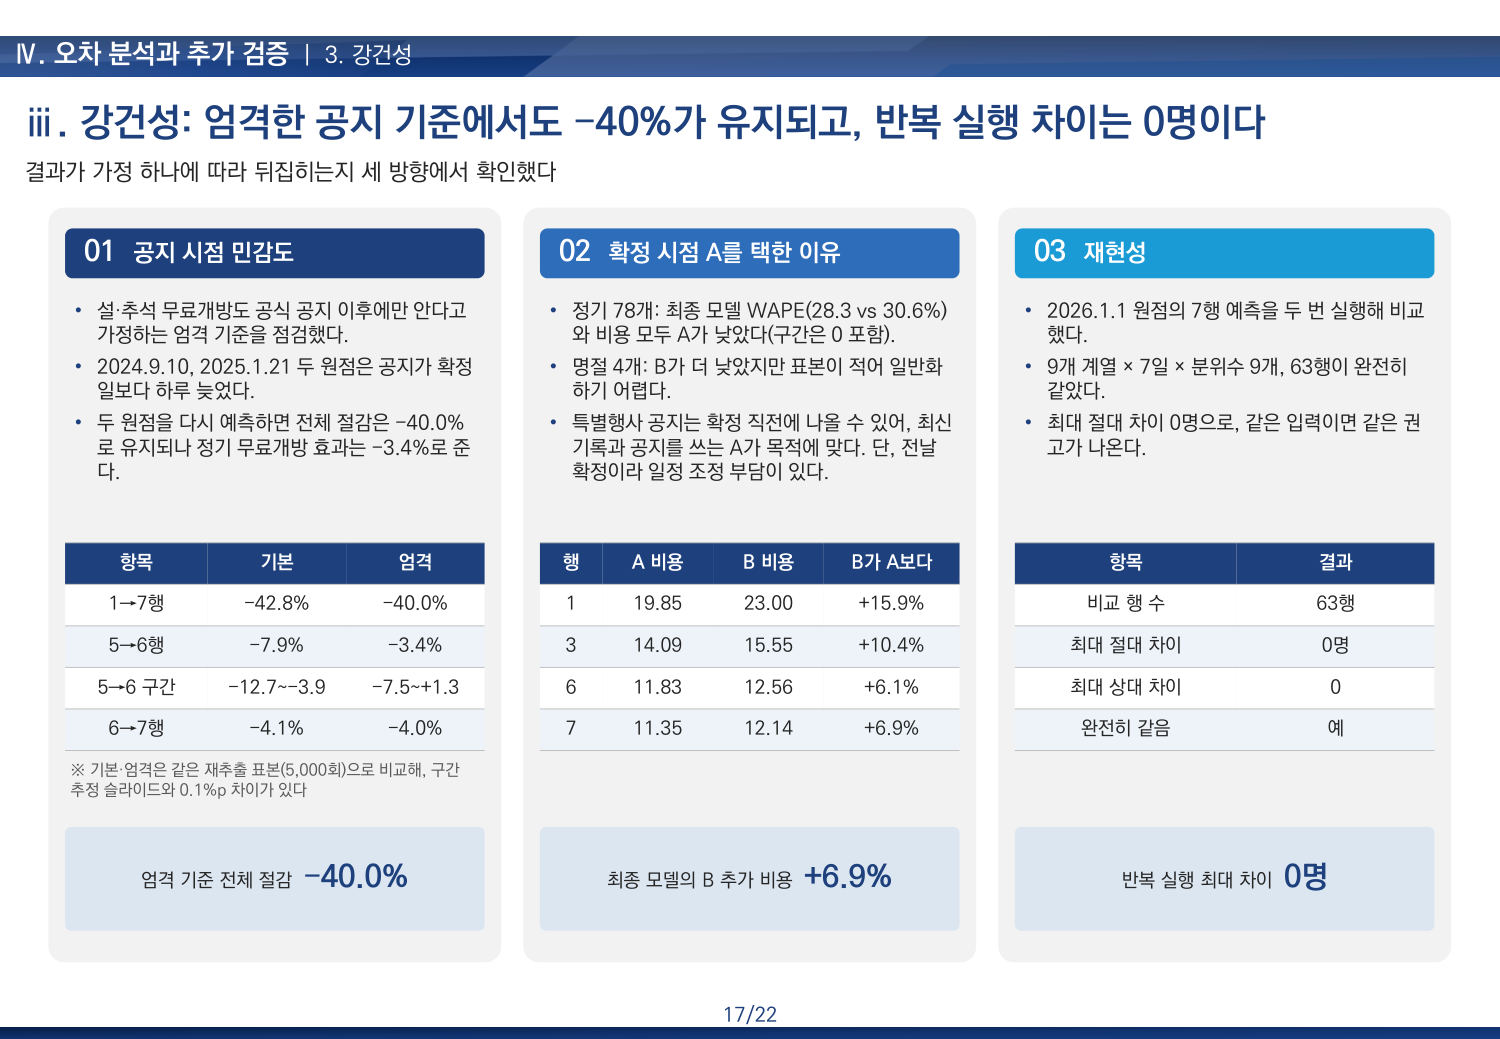 Ⅳ. 오차 분석과 추가 검증 | 3. 강건성
ⅲ. 강건성: 엄격한 공지 기준에서도 −40%가 유지되고, 반복 실행 차이는 0명이다
결과가 가정 하나에 따라 뒤집히는지 세 방향에서 확인했다
01 공지 시점 민감도
• 설·추석 무료개방도 공식 공지 이후에만 안다고
가정하는 엄격 기준을 점검했다.
• 2024.9.10, 2025.1.21 두 원점은 공지가 확정
일보다 하루 늦었다.
• 두 원점을 다시 예측하면 전체 절감은 −40.0%
로 유지되나 정기 무료개방 효과는 −3.4%로 준
다.
항목 기본 엄격
1→7행 −42.8% −40.0%
5→6행 −7.9% −3.4%
5→6 구간 −12.7~−3.9 −7.5~+1.3
6→7행 −4.1% −4.0%
※ 기본·엄격은 같은 재추출 표본(5,000회)으로 비교해, 구간
추정 슬라이드와 0.1%p 차이가 있다
엄격 기준 전체 절감 −40.0%
02 확정 시점 A를 택한 이유
• 정기 78개: 최종 모델 WAPE(28.3 vs 30.6%)
와 비용 모두 A가 낮았다(구간은 0 포함).
• 명절 4개: B가 더 낮았지만 표본이 적어 일반화
하기 어렵다.
• 특별행사 공지는 확정 직전에 나올 수 있어, 최신
기록과 공지를 쓰는 A가 목적에 맞다. 단, 전날
확정이라 일정 조정 부담이 있다.
행 A 비용 B 비용 B가 A보다
1 19.85 23.00 +15.9%
3 14.09 15.55 +10.4%
6 11.83 12.56 +6.1%
7 11.35 12.14 +6.9%
최종 모델의 B 추가 비용 +6.9%
03 재현성
• 2026.1.1 원점의 7행 예측을 두 번 실행해 비교
했다.
• 9개 계열 × 7일 × 분위수 9개, 63행이 완전히
같았다.
• 최대 절대 차이 0명으로, 같은 입력이면 같은 권
고가 나온다.
항목 결과
비교 행 수 63행
최대 절대 차이 0명
최대 상대 차이 0
완전히 같음 예
반복 실행 최대 차이 0명
17/22